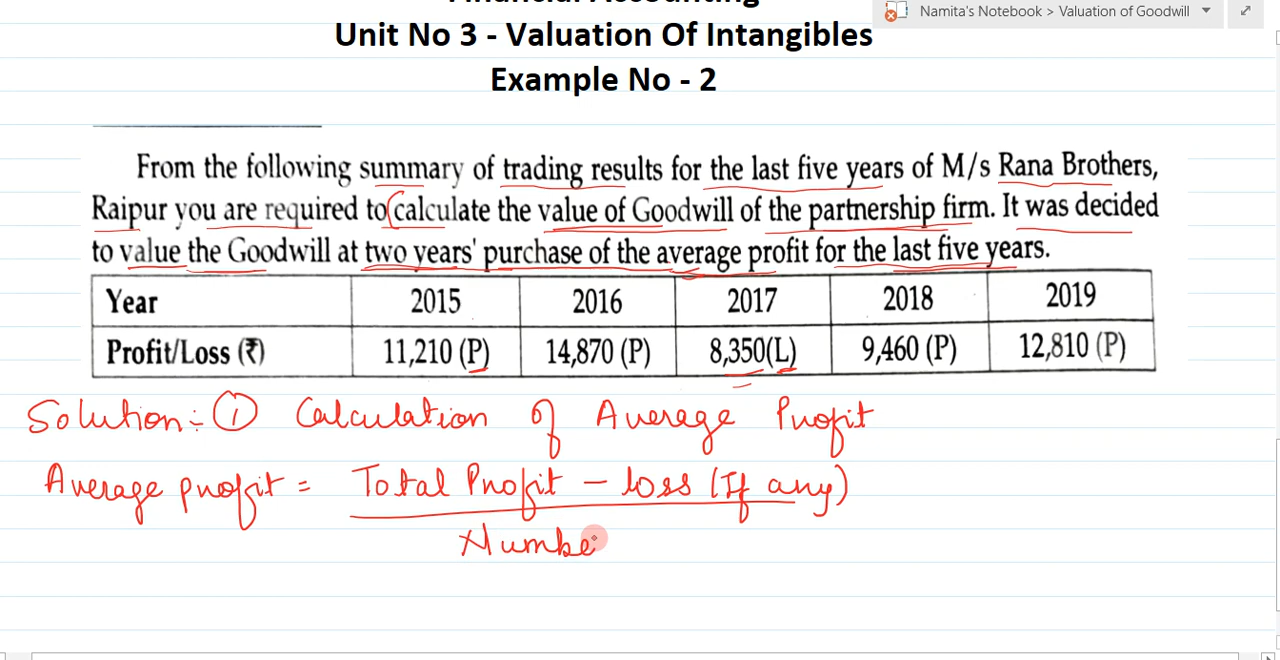 Financial Accounting
Namita's Notebook > Valuation of Goodwill
Unit No 3 - Valuation Of Intangibles
Example No - 2
From the following summary of trading results for the last five years of M/s Rana Brothers,
Raipur you are required to calculate the value of Goodwill of the partnership firm. It was decided
to value the Goodwill at two years' purchase of the average profit for the last five years.
Year 2015 2016 2017 2018 2019
Profit/Loss (₹) 11,210 (P) 14,870 (P) 8,350(L) 9,460 (P) 12,810 (P)
Solution:- ① Calculation of Average Profit
Average profit = Total Profit - loss (If any)
Numbe